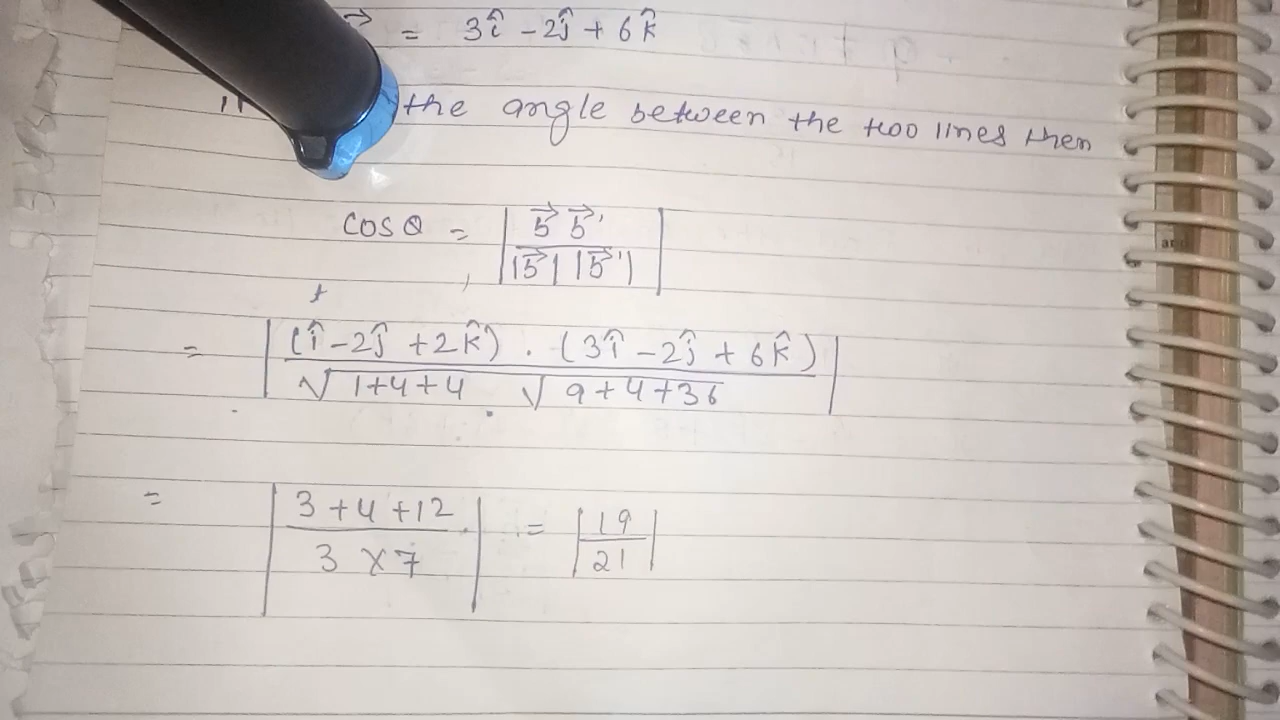 = 3î - 2ĵ + 6k̂
the angle between the two lines then
cos θ = | b⃗ b⃗' / |b⃗| |b⃗'| |
= | (î - 2ĵ + 2k̂) . (3î - 2ĵ + 6k̂) / √1+4+4 √9+4+36 |
= | 3 + 4 + 12 / 3 × 7 | = | 19 / 21 |